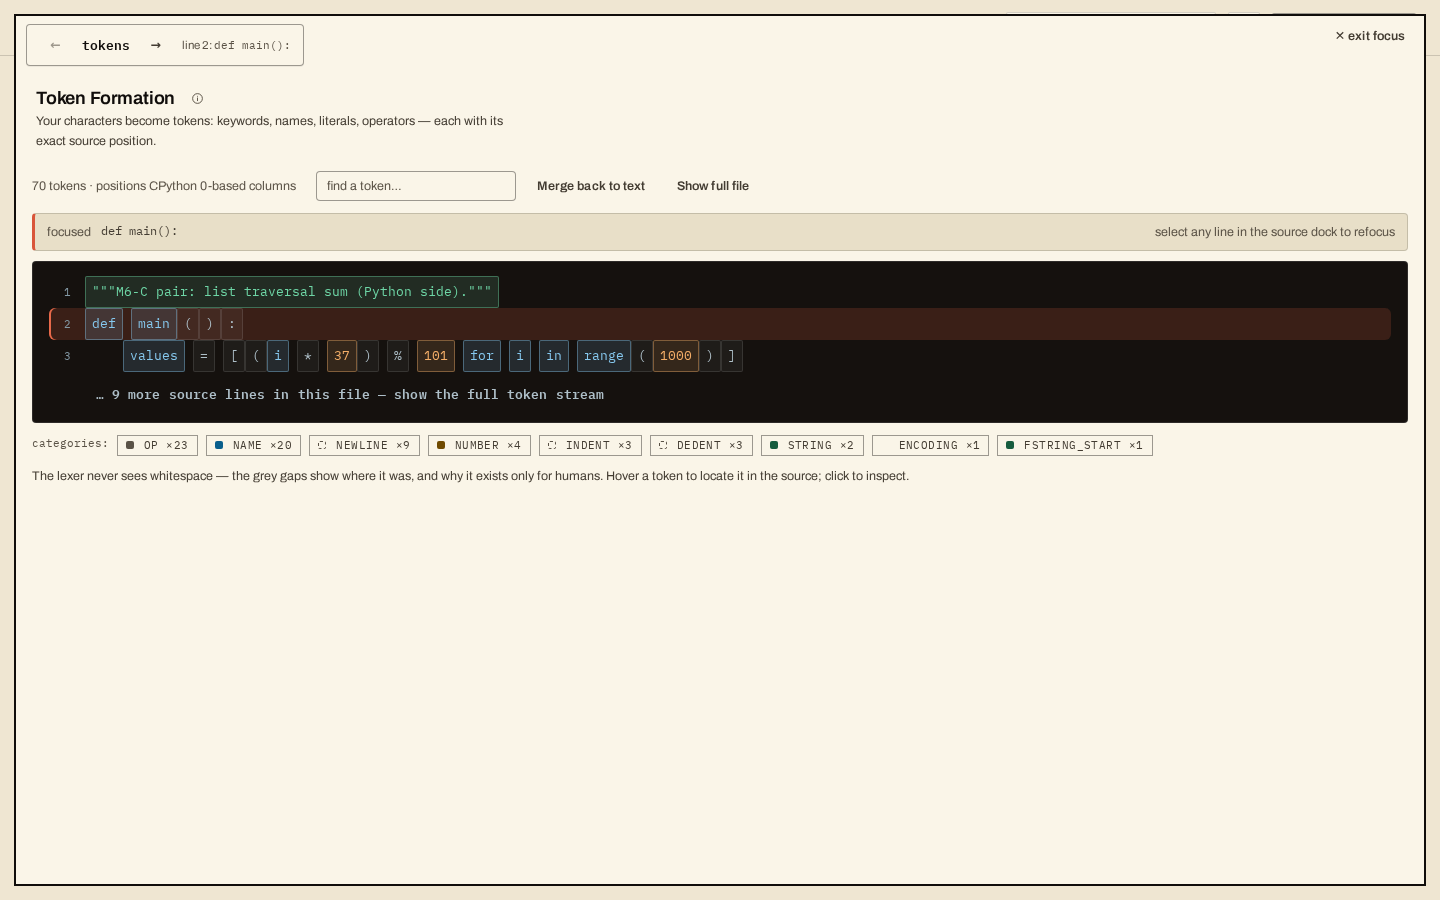 ← tokens → line 2: def main():
✕ exit focus
Token Formation
Your characters become tokens: keywords, names, literals, operators — each with its
exact source position.
70 tokens · positions CPython 0-based columns find a token... Merge back to text Show full file
focused def main(): select any line in the source dock to refocus
1 """M6-C pair: list traversal sum (Python side)."""
2 def main ( ) :
3 values = [ ( i * 37 ) % 101 for i in range ( 1000 ) ]
… 9 more source lines in this file — show the full token stream
categories: OP ×23 NAME ×20 NEWLINE ×9 NUMBER ×4 INDENT ×3 DEDENT ×3 STRING ×2 ENCODING ×1 FSTRING_START ×1
The lexer never sees whitespace — the grey gaps show where it was, and why it exists only for humans. Hover a token to locate it in the source; click to inspect.